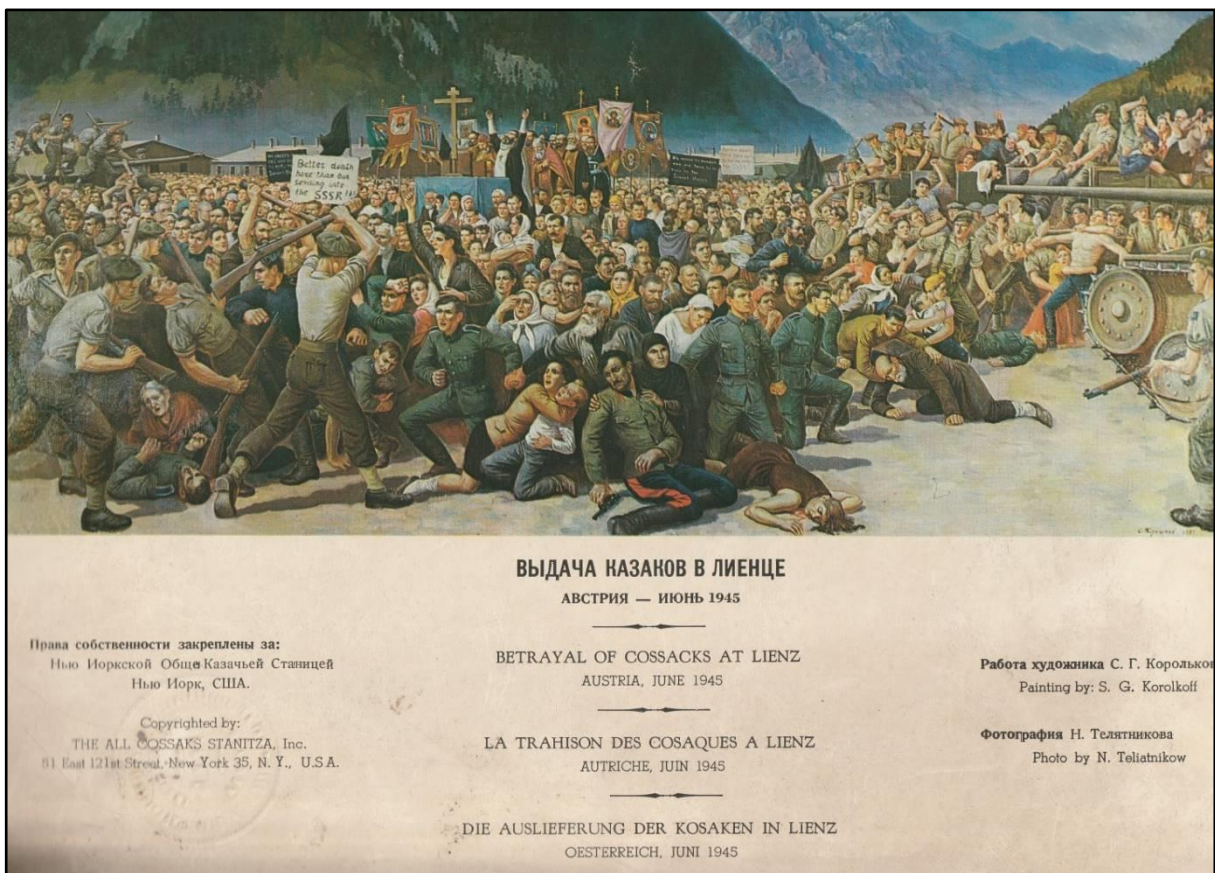 Better death
here than our
sending into
the SSSR!!!
ВЫДАЧА КАЗАКОВ В ЛИЕНЦЕ
АВСТРИЯ — ИЮНЬ 1945
Права собственности закреплены за:
Нью Иоркской Обще Казачьей Станицей
Нью Иорк, США.
Copyrighted by:
THE ALL COSSAKS STANITZA, Inc.
51 East 121st Street, New York 35, N. Y., U.S.A.
BETRAYAL OF COSSACKS AT LIENZ
AUSTRIA, JUNE 1945
LA TRAHISON DES COSAQUES A LIENZ
AUTRICHE, JUIN 1945
DIE AUSLIEFERUNG DER KOSAKEN IN LIENZ
OESTERREICH, JUNI 1945
Работа художника С. Г. Корольков
Painting by: S. G. Korolkoff
Фотография Н. Телятникова
Photo by N. Teliatnikow